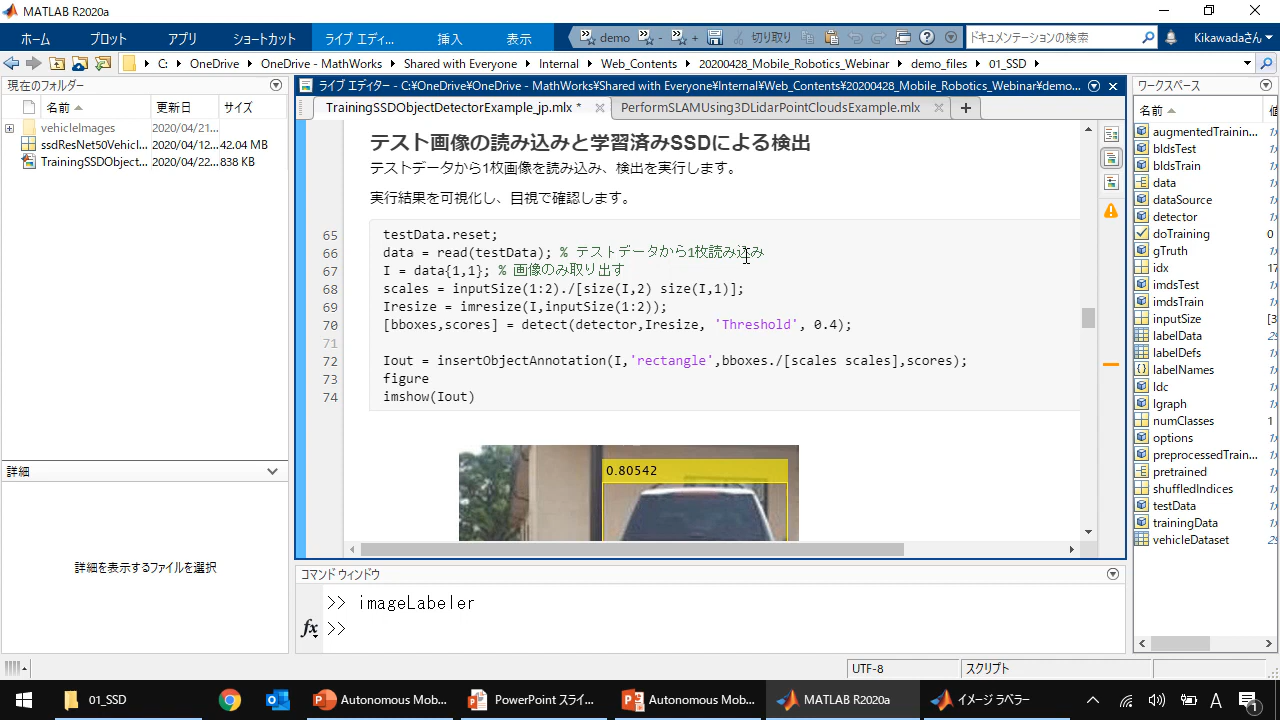 MATLAB R2020a
ホーム プロット アプリ ショートカット ライブ エディ... 挿入 表示 demo 切り取り ドキュメンテーションの検索 Kikawadaさん
C: OneDrive OneDrive - MathWorks Shared with Everyone Internal Web_Contents 20200428_Mobile_Robotics_Webinar demo_files 01_SSD
現在のフォルダー
名前 更新日 サイズ
vehicleImages 2020/04/21...
ssdResNet50Vehicl... 2020/04/12... 42.04 MB
TrainingSSDObject... 2020/04/22... 838 KB
詳細
詳細を表示するファイルを選択
ライブ エディター - C:¥OneDrive¥OneDrive - MathWorks¥Shared with Everyone¥Internal¥Web_Contents¥20200428_Mobile_Robotics_Webinar¥demo...
TrainingSSDObjectDetectorExample_jp.mlx * PerformSLAMUsing3DLidarPointCloudsExample.mlx
テスト画像の読み込みと学習済みSSDによる検出
テストデータから1枚画像を読み込み、検出を実行します。
実行結果を可視化し、目視で確認します。
65 testData.reset;
66 data = read(testData); % テストデータから1枚読み込み
67 I = data{1,1}; % 画像のみ取り出す
68 scales = inputSize(1:2)./[size(I,2) size(I,1)];
69 Iresize = imresize(I,inputSize(1:2));
70 [bboxes,scores] = detect(detector,Iresize, 'Threshold', 0.4);
71
72 Iout = insertObjectAnnotation(I,'rectangle',bboxes./[scales scales],scores);
73 figure
74 imshow(Iout)
0.80542
コマンド ウィンドウ
>> imageLabeler
fx >>
ワークスペース
名前 値
augmentedTrainin...
bldsTest
bldsTrain
data
dataSource
detector
doTraining 0
gTruth
idx 17
imdsTest
imdsTrain
inputSize [3
labelData
labelDefs
labelNames
ldc
lgraph
numClasses 1
options
preprocessedTrain...
pretrained
shuffledIndices
testData
trainingData
vehicleDataset
UTF-8 スクリプト
01_SSD Autonomous Mob... PowerPoint スライ... Autonomous Mob... MATLAB R2020a イメージ ラベラー A 1